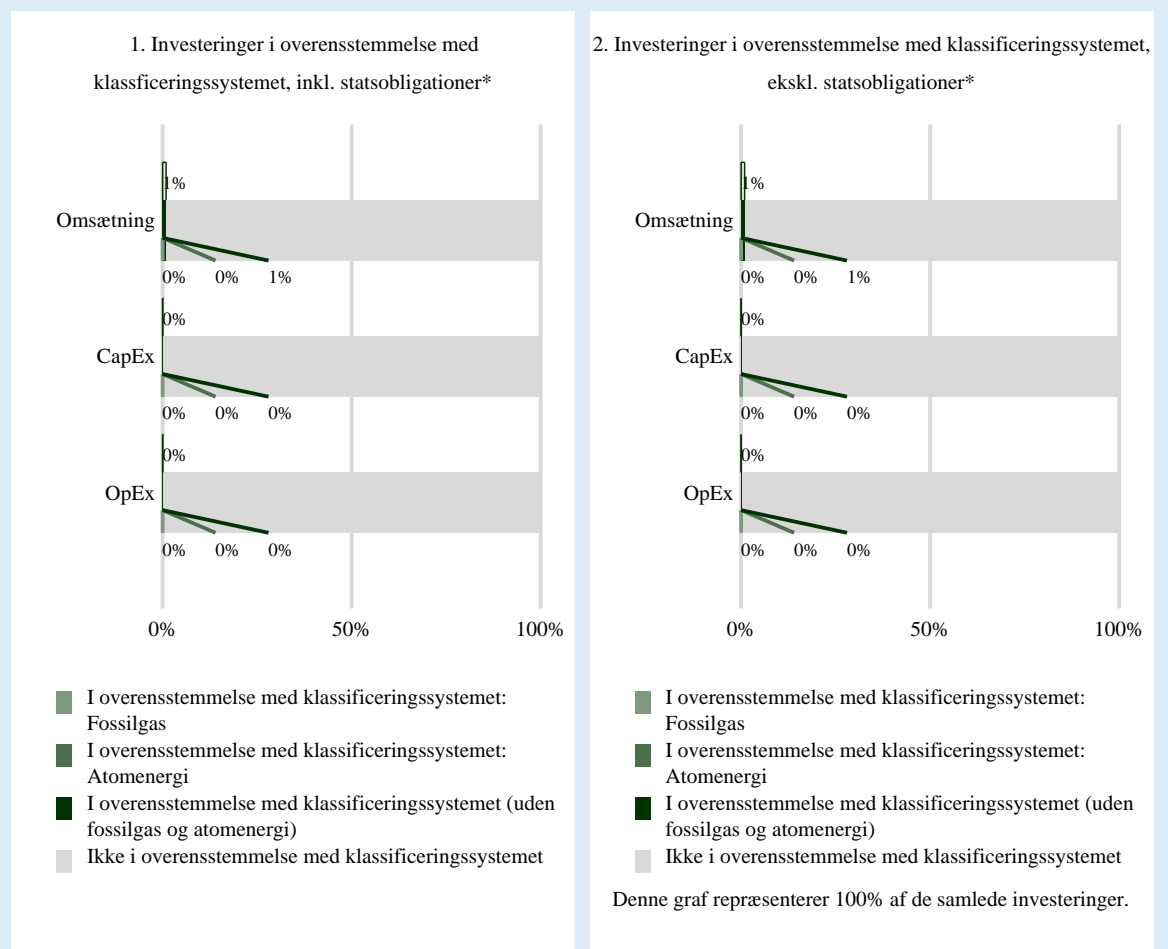 1. Investeringer i overensstemmelse med
klassficeringssystemet, inkl. statsobligationer*
1%
Omsætning
0% 0% 1%
0%
CapEx
0% 0% 0%
0%
OpEx
0% 0% 0%
0% 50% 100%
I overensstemmelse med klassificeringssystemet:
Fossilgas
I overensstemmelse med klassificeringssystemet:
Atomenergi
I overensstemmelse med klassificeringssystemet (uden
fossilgas og atomenergi)
Ikke i overensstemmelse med klassificeringssystemet
2. Investeringer i overensstemmelse med klassificeringssystemet,
ekskl. statsobligationer*
1%
Omsætning
0% 0% 1%
0%
CapEx
0% 0% 0%
0%
OpEx
0% 0% 0%
0% 50% 100%
I overensstemmelse med klassificeringssystemet:
Fossilgas
I overensstemmelse med klassificeringssystemet:
Atomenergi
I overensstemmelse med klassificeringssystemet (uden
fossilgas og atomenergi)
Ikke i overensstemmelse med klassificeringssystemet
Denne graf repræsenterer 100% af de samlede investeringer.